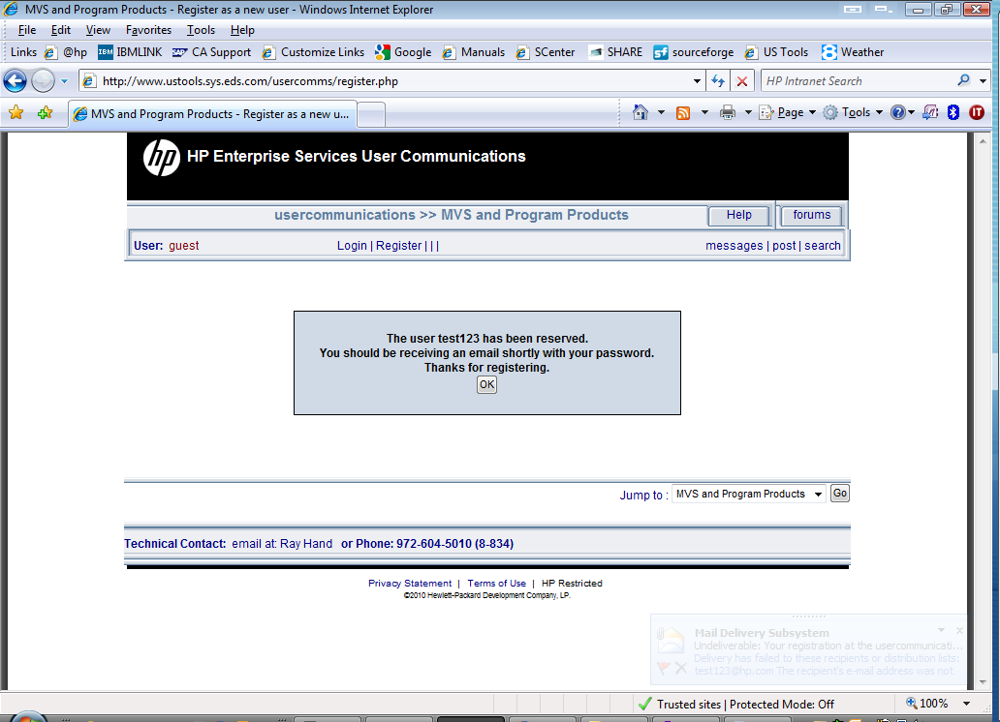 MVS and Program Products - Register as a new user - Windows Internet Explorer
File Edit View Favorites Tools Help
Links @hp IBM IBMLINK SAP CA Support Customize Links Google Manuals SCenter SHARE sf sourceforge US Tools Weather
http://www.ustools.sys.eds.com/usercomms/register.php HP Intranet Search
MVS and Program Products - Register as a new u... Page Tools IT
hp HP Enterprise Services User Communications
usercommunications >> MVS and Program Products Help forums
User: guest Login | Register | | | messages | post | search
The user test123 has been reserved.
You should be receiving an email shortly with your password.
Thanks for registering.
OK
Jump to : MVS and Program Products Go
Technical Contact: email at: Ray Hand or Phone: 972-604-5010 (8-834)
Privacy Statement | Terms of Use | HP Restricted
©2010 Hewlett-Packard Development Company, LP.
Mail Delivery Subsystem
Undeliverable: Your registration at the usercommunicati...
Delivery has failed to these recipients or distribution lists:
test123@hp.com The recipient's e-mail address was not
Trusted sites | Protected Mode: Off 100%